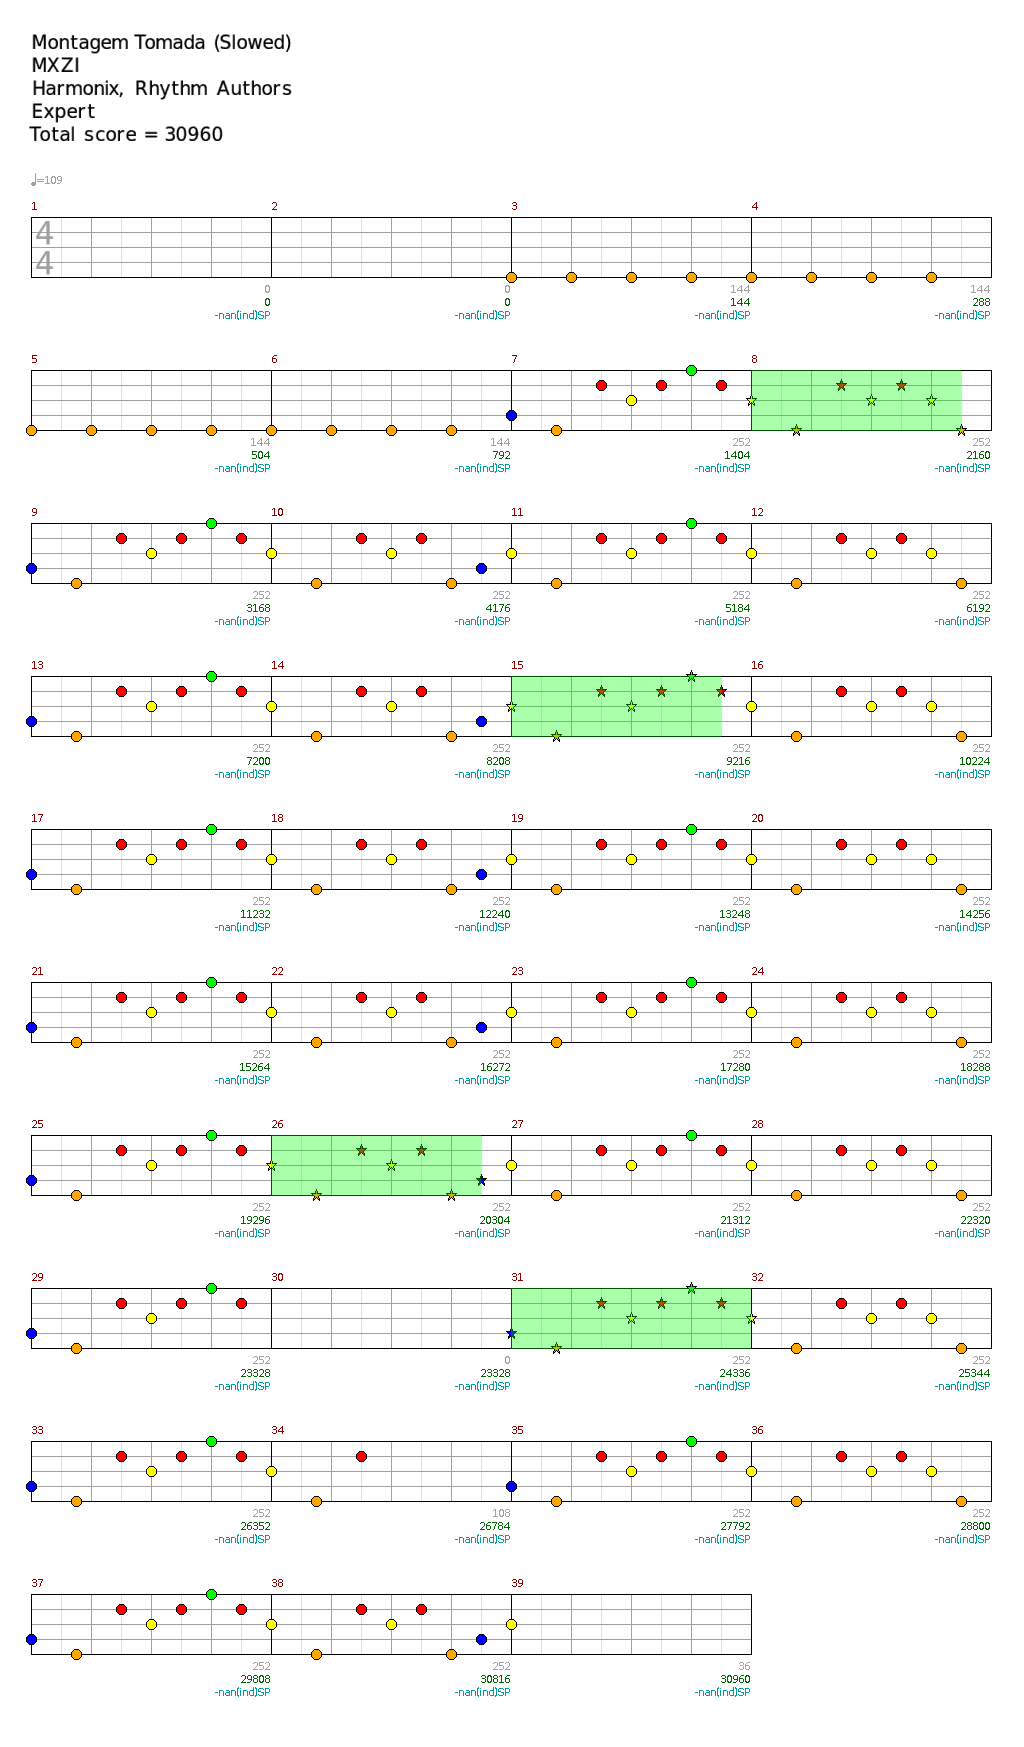 Montagem Tomada (Slowed)
MXZI
Harmonix, Rhythm Authors
Expert
Total score = 30960
♩=109
1 2 3 4
4
4
0 0 144 144
0 0 144 288
-nan(ind)SP -nan(ind)SP -nan(ind)SP -nan(ind)SP
5 6 7 8
144 144 252 252
504 792 1404 2160
-nan(ind)SP -nan(ind)SP -nan(ind)SP -nan(ind)SP
9 10 11 12
252 252 252 252
3168 4176 5184 6192
-nan(ind)SP -nan(ind)SP -nan(ind)SP -nan(ind)SP
13 14 15 16
252 252 252 252
7200 8208 9216 10224
-nan(ind)SP -nan(ind)SP -nan(ind)SP -nan(ind)SP
17 18 19 20
252 252 252 252
11232 12240 13248 14256
-nan(ind)SP -nan(ind)SP -nan(ind)SP -nan(ind)SP
21 22 23 24
252 252 252 252
15264 16272 17280 18288
-nan(ind)SP -nan(ind)SP -nan(ind)SP -nan(ind)SP
25 26 27 28
252 252 252 252
19296 20304 21312 22320
-nan(ind)SP -nan(ind)SP -nan(ind)SP -nan(ind)SP
29 30 31 32
252 0 252 252
23328 23328 24336 25344
-nan(ind)SP -nan(ind)SP -nan(ind)SP -nan(ind)SP
33 34 35 36
252 108 252 252
26352 26784 27792 28800
-nan(ind)SP -nan(ind)SP -nan(ind)SP -nan(ind)SP
37 38 39
252 252 36
29808 30816 30960
-nan(ind)SP -nan(ind)SP -nan(ind)SP